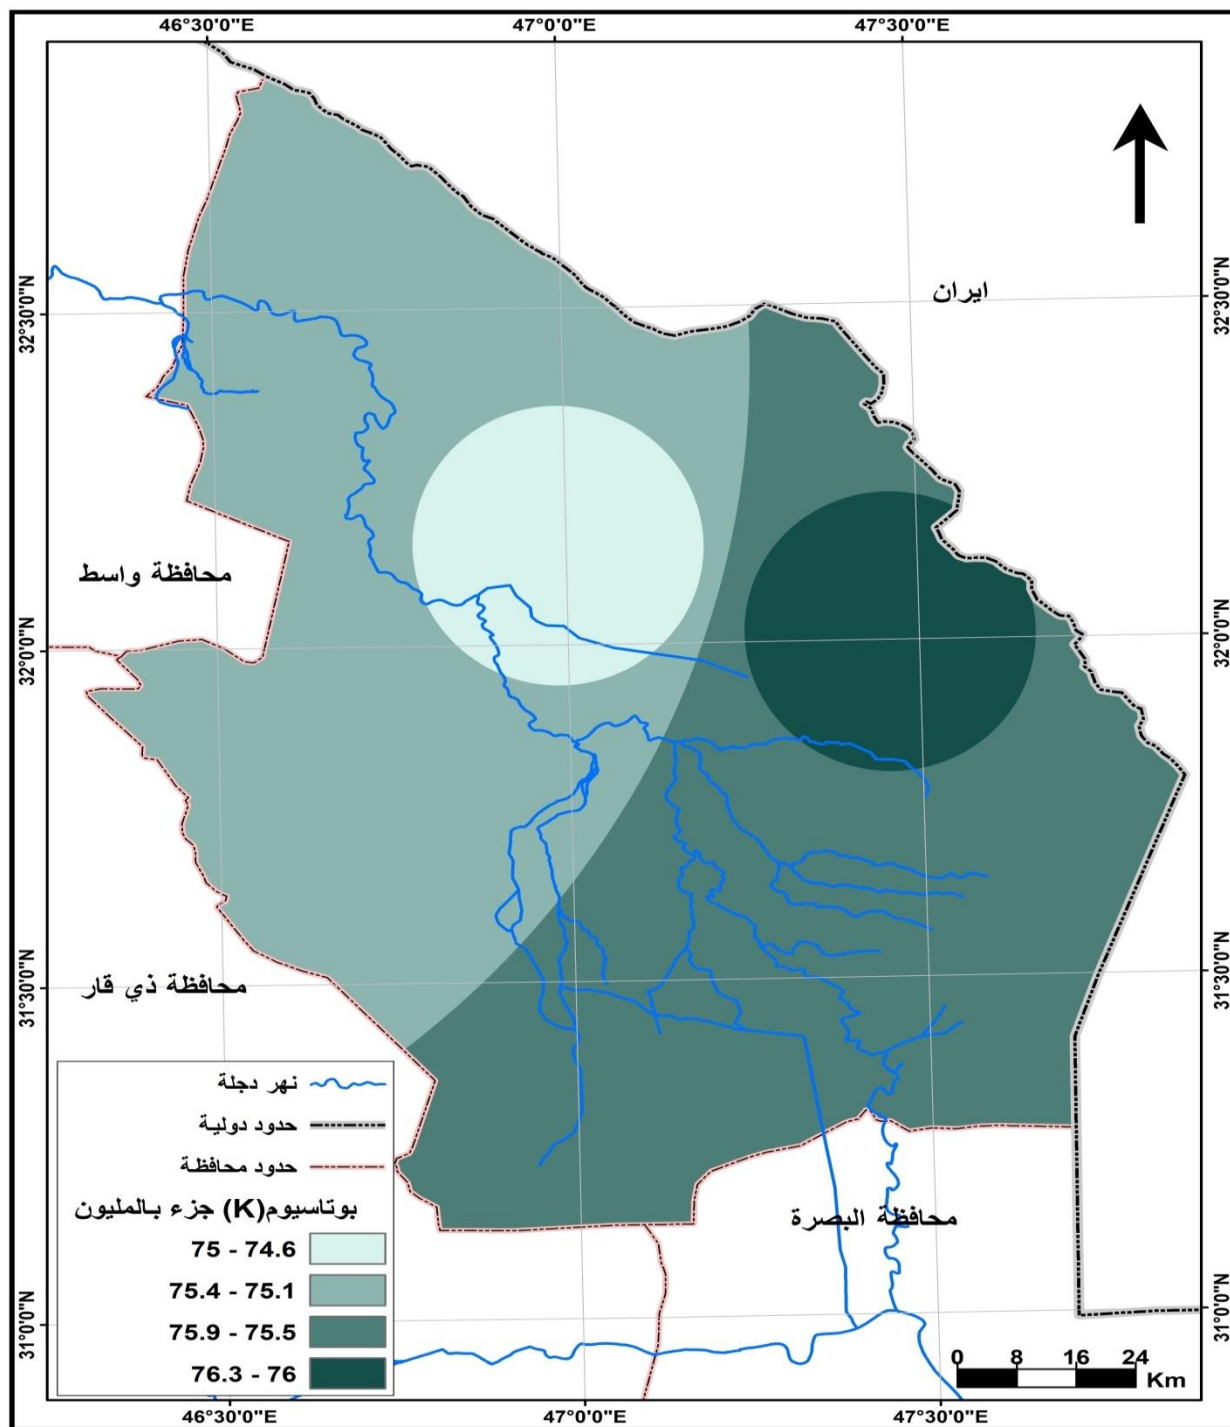 46°30'0"E 47°0'0"E 47°30'0"E
ايران
32°30'0"N 32°30'0"N
محافظة واسط
32°0'0"N 32°0'0"N
محافظة ذي قار
31°30'0"N 31°30'0"N
نهر دجلة
حدود دولية
حدود محافظة
بوتاسيوم(K) جزء بالمليون
75 - 74.6
75.4 - 75.1
75.9 - 75.5
76.3 - 76
محافظة البصرة
31°0'0"N 31°0'0"N
0 8 16 24
Km
46°30'0"E 47°0'0"E 47°30'0"E